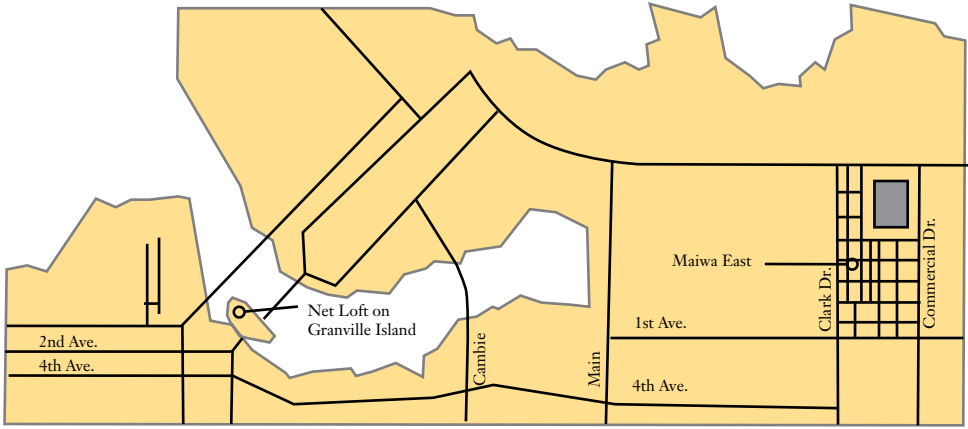 2nd Ave.
4th Ave.
Net Loft on
Granville Island
Cambie
Main
Maiwa East
1st Ave.
4th Ave.
Clark Dr.
Commercial Dr.